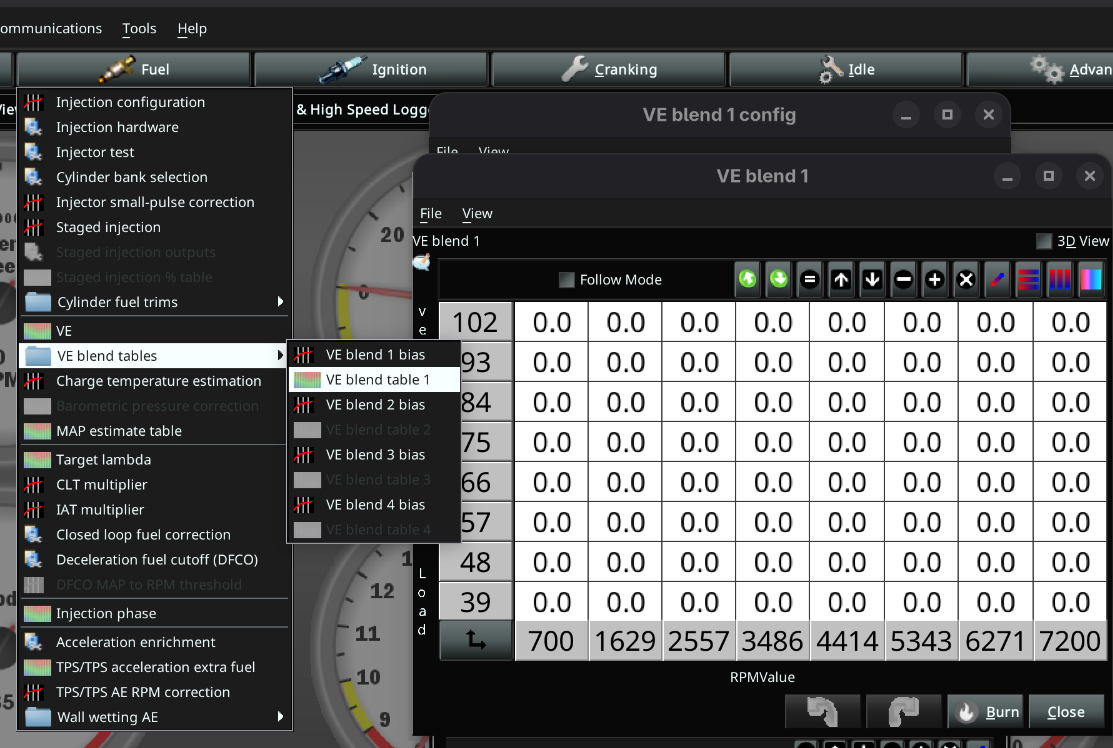 ommunications Tools Help
Fuel Ignition Cranking Idle Advan
& High Speed Logg
Injection configuration
Injection hardware
Injector test
Cylinder bank selection
Injector small-pulse correction
Staged injection
Staged injection outputs
Staged injection % table
Cylinder fuel trims
VE
VE blend tables
Charge temperature estimation
Barometric pressure correction
MAP estimate table
Target lambda
CLT multiplier
IAT multiplier
Closed loop fuel correction
Deceleration fuel cutoff (DFCO)
DFCO MAP to RPM threshold
Injection phase
Acceleration enrichment
TPS/TPS acceleration extra fuel
TPS/TPS AE RPM correction
Wall wetting AE
VE blend 1 bias
VE blend table 1
VE blend 2 bias
VE blend table 2
VE blend 3 bias
VE blend table 3
VE blend 4 bias
VE blend table 4
20
0
12
11
10
9
VE blend 1 config
File View
VE blend 1
File View
VE blend 1
3D View
Follow Mode
ve
Load
102 0.0 0.0 0.0 0.0 0.0 0.0 0.0 0.0
93 0.0 0.0 0.0 0.0 0.0 0.0 0.0 0.0
84 0.0 0.0 0.0 0.0 0.0 0.0 0.0 0.0
75 0.0 0.0 0.0 0.0 0.0 0.0 0.0 0.0
66 0.0 0.0 0.0 0.0 0.0 0.0 0.0 0.0
57 0.0 0.0 0.0 0.0 0.0 0.0 0.0 0.0
48 0.0 0.0 0.0 0.0 0.0 0.0 0.0 0.0
39 0.0 0.0 0.0 0.0 0.0 0.0 0.0 0.0
700 1629 2557 3486 4414 5343 6271 7200
RPMValue
Burn Close